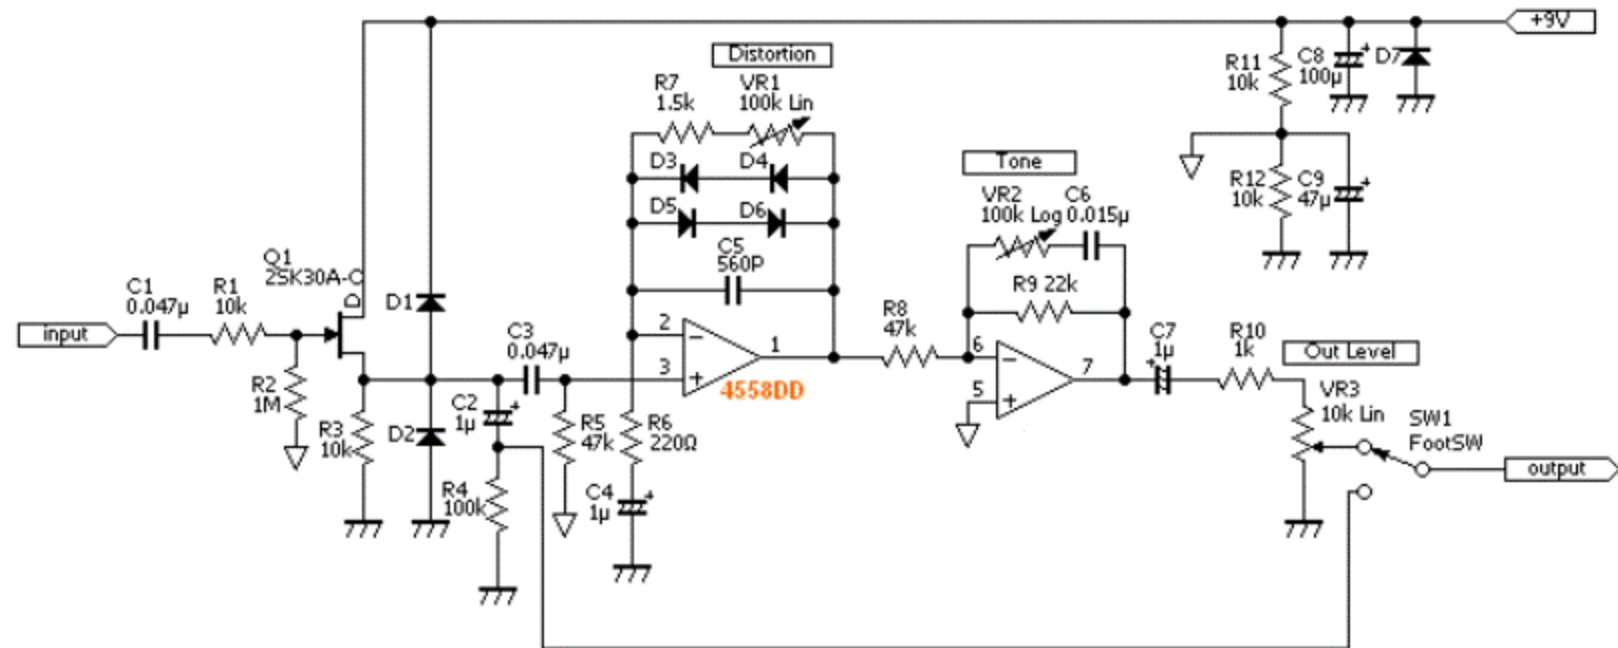 +9V
Distortion
R11
10k
C8
100µ
D7
R7
1.5k
VR1
100k Lin
D3
D4
Tone
R12
10k
C9
47µ
D5
D6
VR2
100k Log
C6
0.015µ
C5
560P
Q1
2SK30A-O
D
C1
0.047µ
R1
10k
D1
R9 22k
input
C3
0.047µ
2
1
3
4558DD
R8
47k
6
7
5
C7
1µ
R10
1k
Out Level
R2
1M
R3
10k
D2
C2
1µ
R5
47k
R6
220Ω
VR3
10k Lin
SW1
FootSW
output
R4
100k
C4
1µ